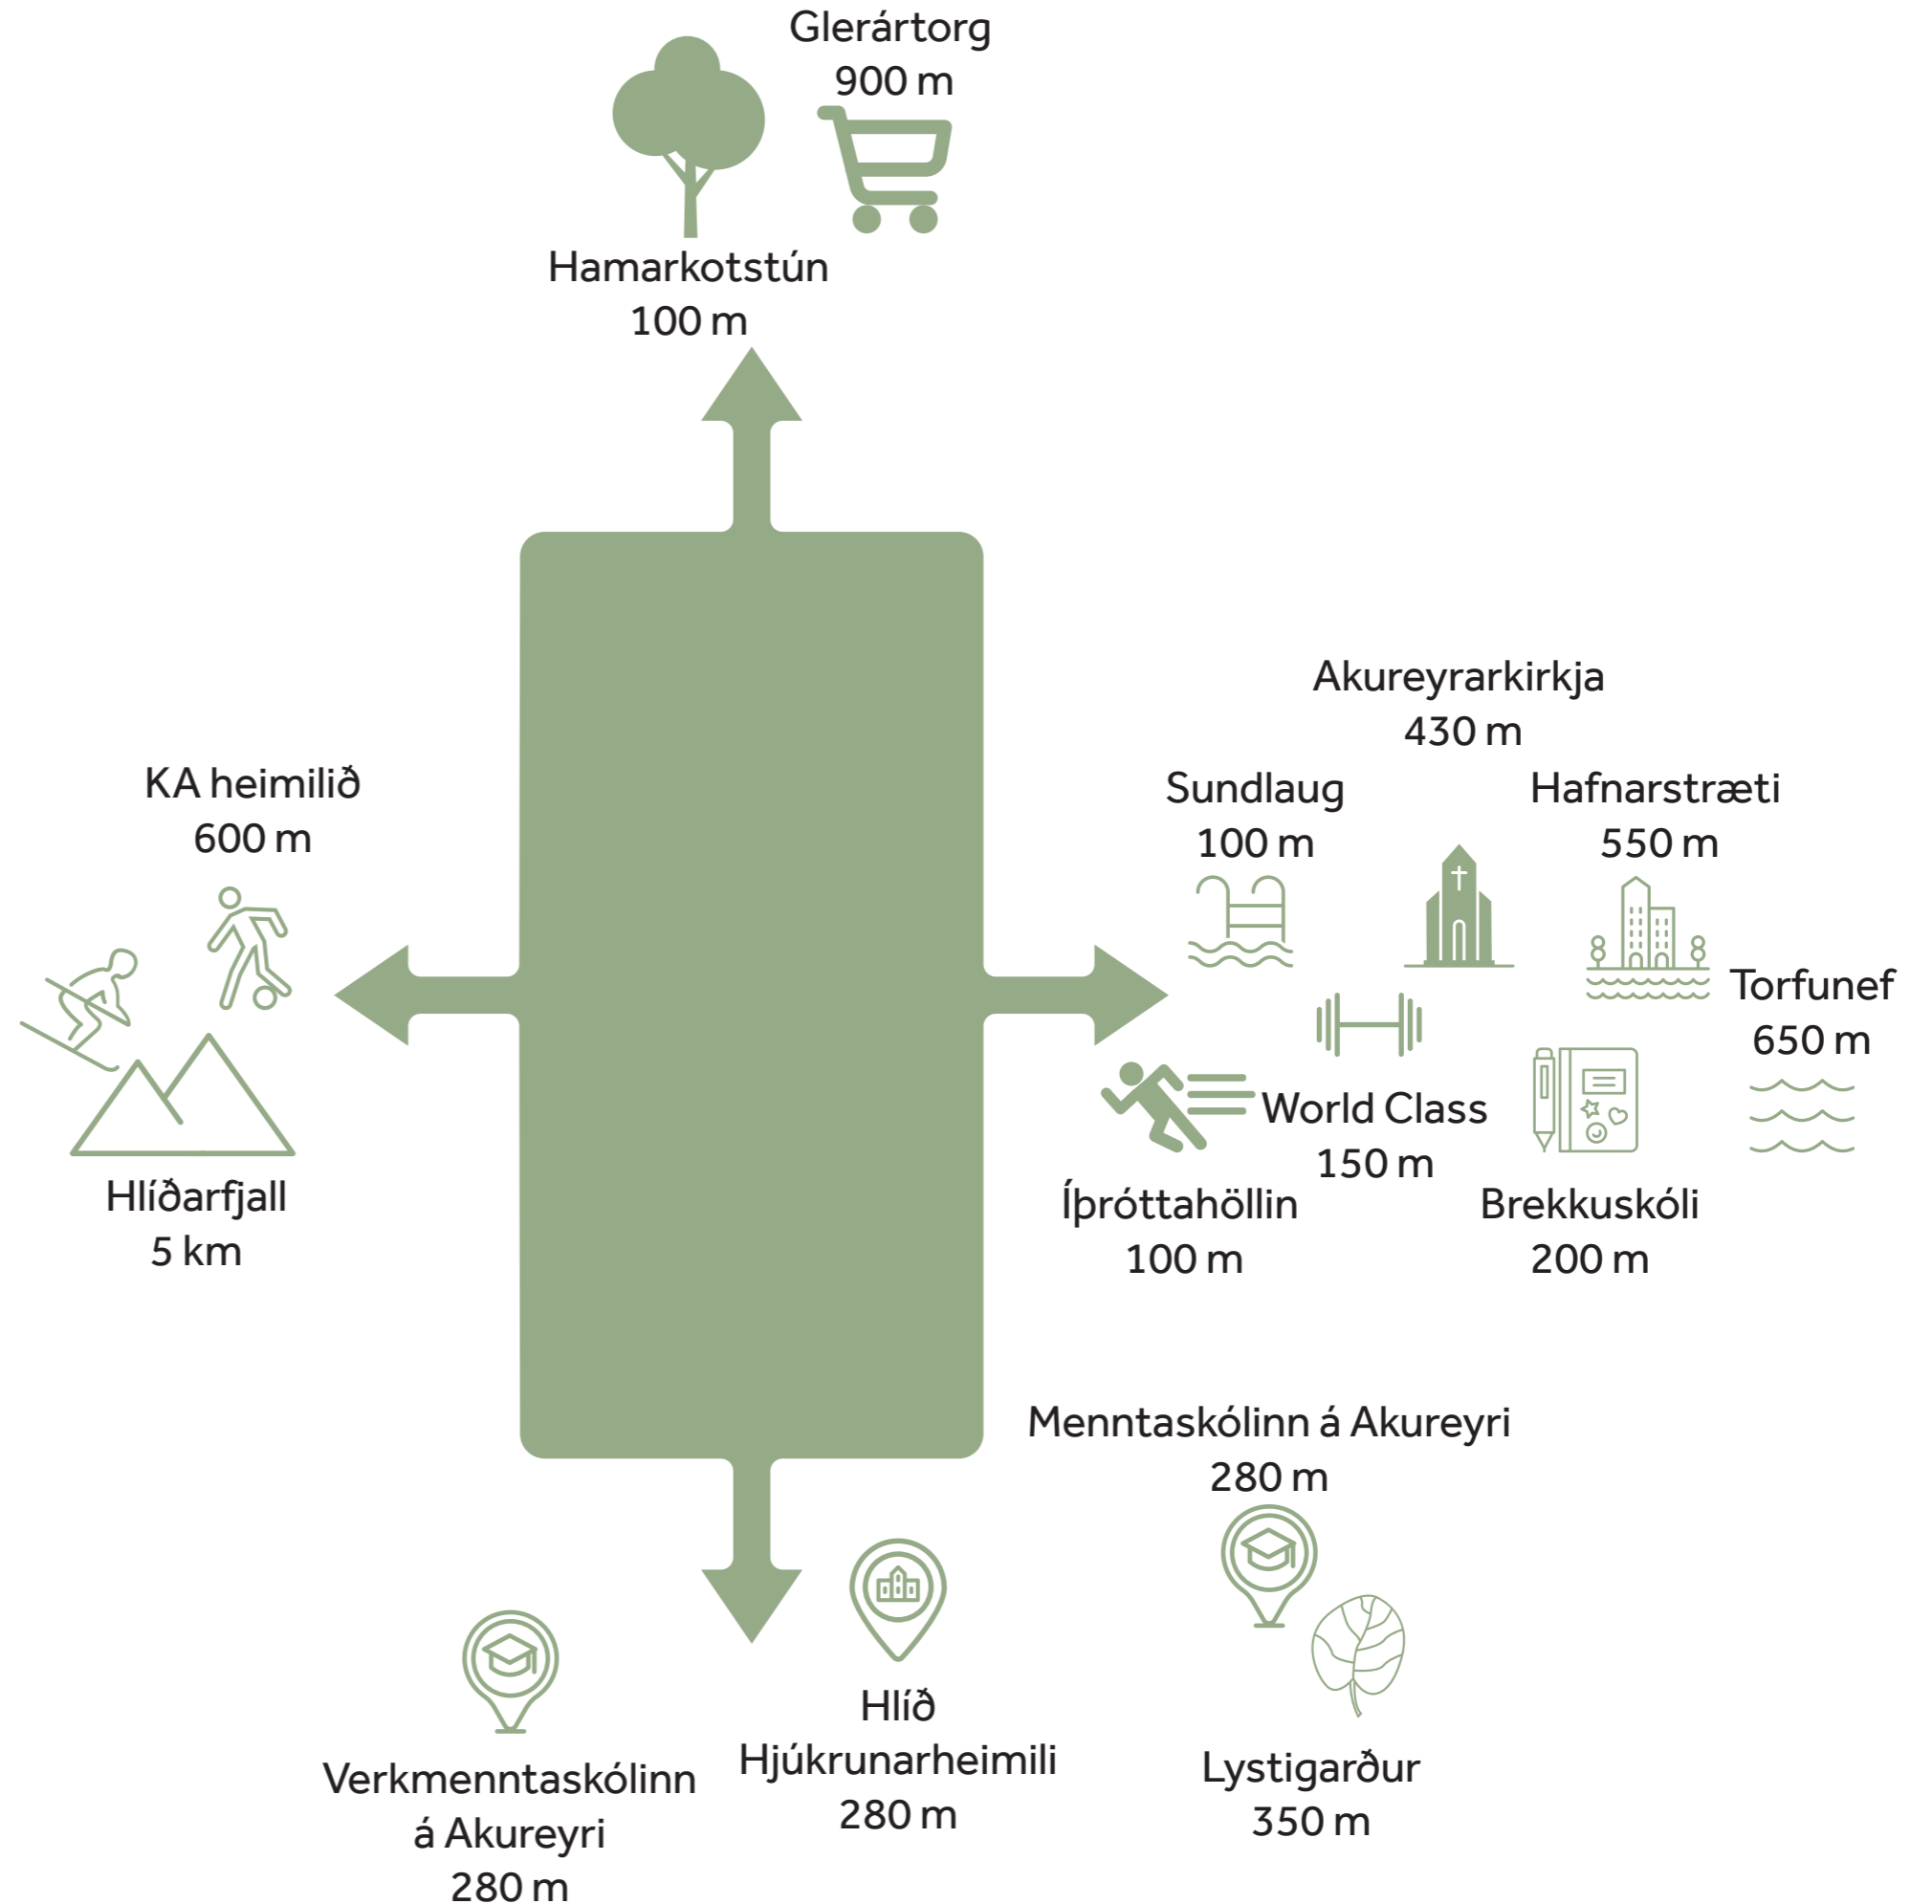 Glerártorg
900 m
Hamarkotstún
100 m
Akureyrarkirkja
430 m
KA heimilið
600 m
Sundlaug
100 m
Hafnarstræti
550 m
Torfunef
650 m
World Class
150 m
Hlíðarfjall
5 km
Íþróttahöllin
100 m
Brekkuskóli
200 m
Menntaskólinn á Akureyri
280 m
Hlíð
Hjúkrunarheimili
280 m
Verkmenntaskólinn
á Akureyri
280 m
Lystigarður
350 m